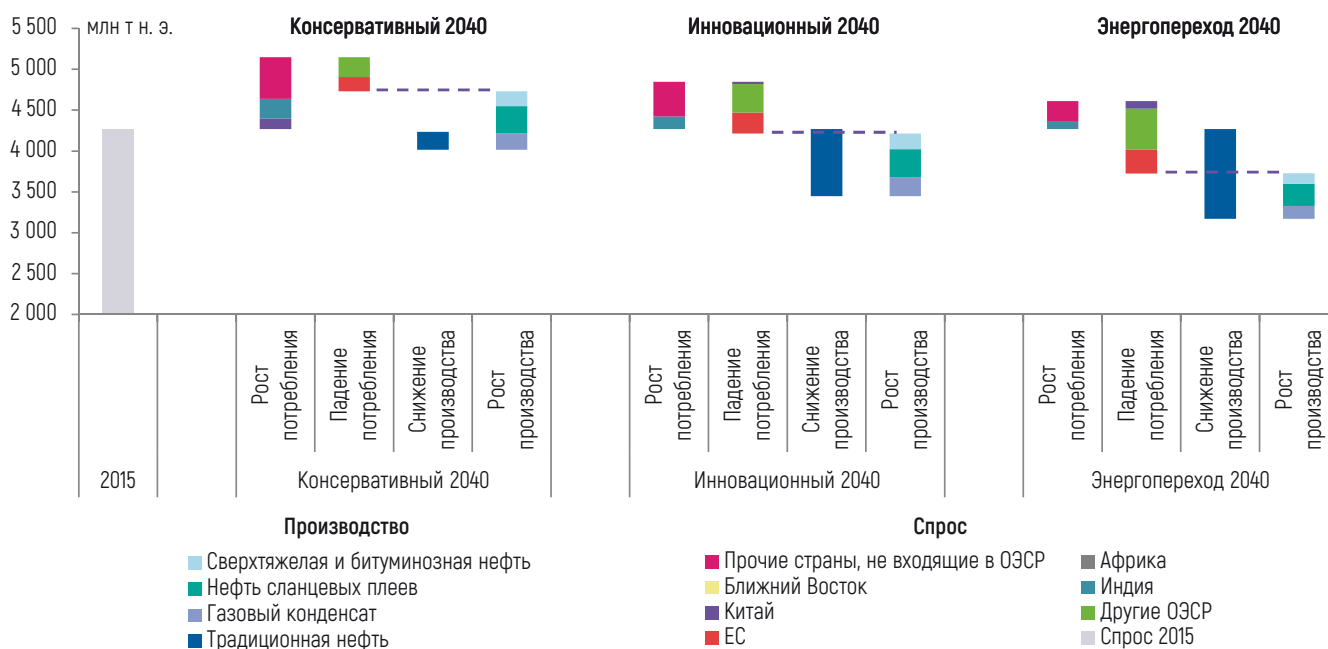 млн т н. э.
Консервативный 2040
Инновационный 2040
Энергопереход 2040
5 500
5 000
4 500
4 000
3 500
3 000
2 500
2 000
Рост
потребления
Падение
потребления
Снижение
производства
Рост
производства
Рост
потребления
Падение
потребления
Снижение
производства
Рост
производства
Рост
потребления
Падение
потребления
Снижение
производства
Рост
производства
2015
Консервативный 2040
Инновационный 2040
Энергопереход 2040
Производство
Сверхтяжелая и битуминозная нефть
Нефть сланцевых плеев
Газовый конденсат
Традиционная нефть
Спрос
Прочие страны, не входящие в ОЭСР
Ближний Восток
Китай
ЕС
Африка
Индия
Другие ОЭСР
Спрос 2015